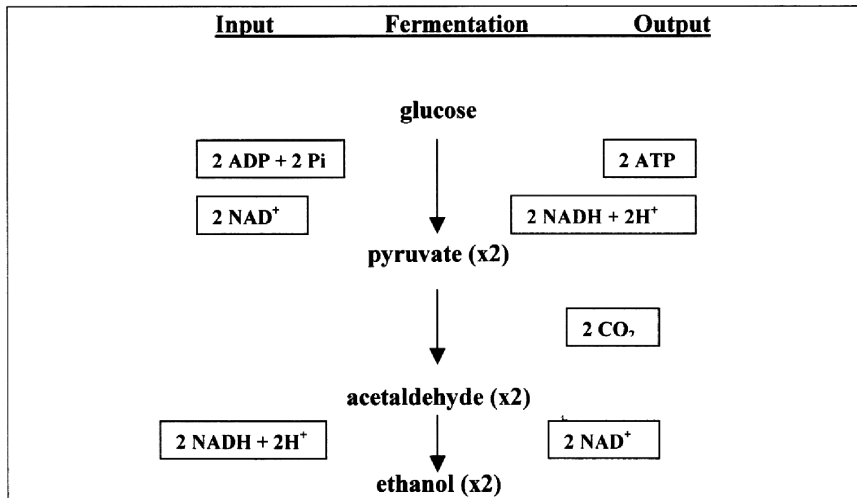 Input Fermentation Output
glucose
2 ADP + 2 Pi 2 ATP
2 NAD⁺ 2 NADH + 2H⁺
pyruvate (x2)
2 CO₂
acetaldehyde (x2)
2 NADH + 2H⁺ 2 NAD⁺
ethanol (x2)